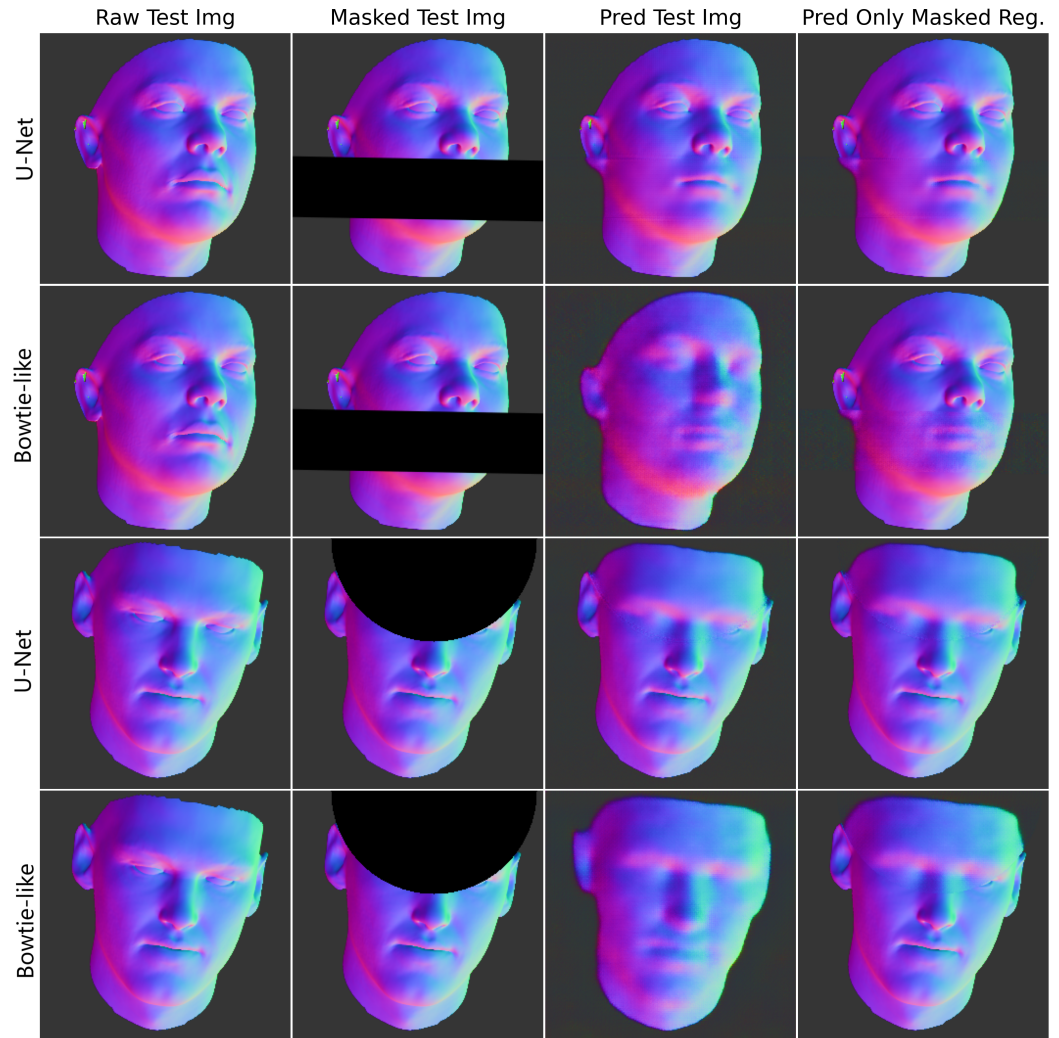 Raw Test Img
Masked Test Img
Pred Test Img
Pred Only Masked Reg.
U-Net
Bowtie-like
U-Net
Bowtie-like